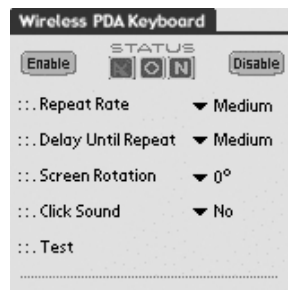 Wireless PDA Keyboard
STATUS
Enable ON Disable
::. Repeat Rate Medium
::. Delay Until Repeat Medium
::. Screen Rotation 0°
::. Click Sound No
::. Test